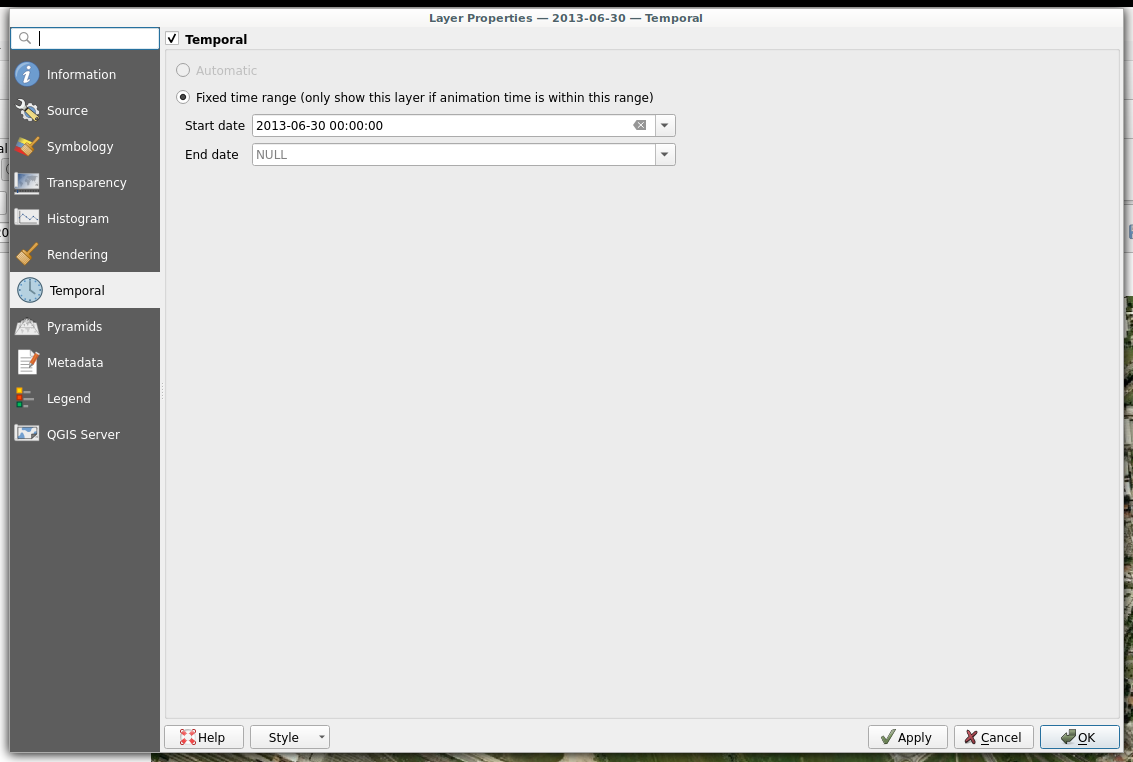 Layer Properties — 2013-06-30 — Temporal
Temporal
Information
Source
Symbology
Transparency
Histogram
Rendering
Temporal
Pyramids
Metadata
Legend
QGIS Server
Automatic
Fixed time range (only show this layer if animation time is within this range)
Start date 2013-06-30 00:00:00
End date NULL
Help Style Apply Cancel OK